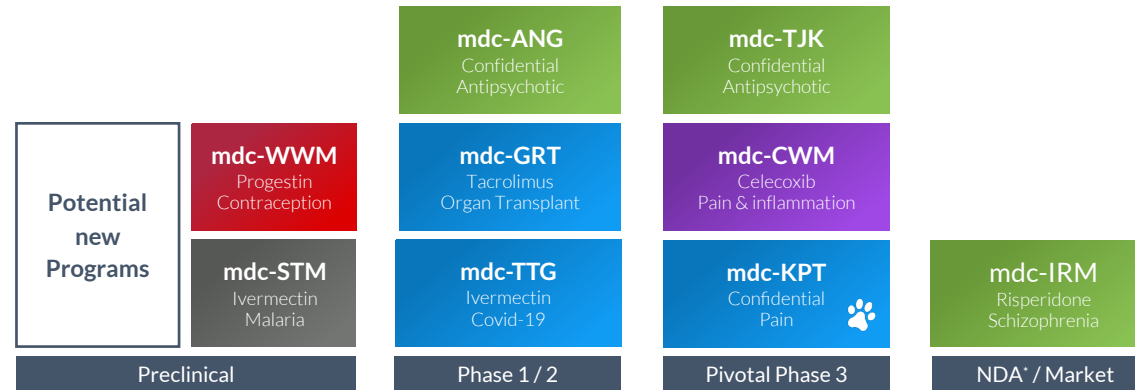 mdc-ANG
Confidential
Antipsychotic
mdc-TJK
Confidential
Antipsychotic
Potential
new
Programs
mdc-WWM
Progestin
Contraception
mdc-GRT
Tacrolimus
Organ Transplant
mdc-CWM
Celecoxib
Pain & inflammation
mdc-STM
Ivermectin
Malaria
mdc-TTG
Ivermectin
Covid-19
mdc-KPT
Confidential
Pain
mdc-IRM
Risperidone
Schizophrenia
Preclinical
Phase 1 / 2
Pivotal Phase 3
NDA* / Market